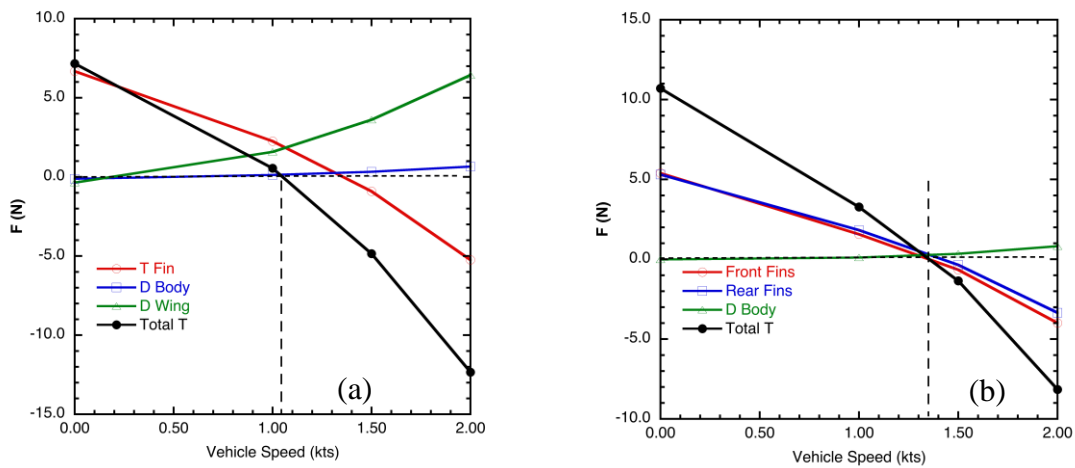 10.0
5.0
0.0
-5.0
-10.0
-15.0
F (N)
T Fin
D Body
D Wing
Total T
(a)
0.00 0.50 1.00 1.50 2.00
Vehicle Speed (kts)
15.0
10.0
5.0
0.0
-5.0
-10.0
F (N)
Front Fins
Rear Fins
D Body
Total T
(b)
0.00 0.50 1.00 1.50 2.00
Vehicle Speed (kts)